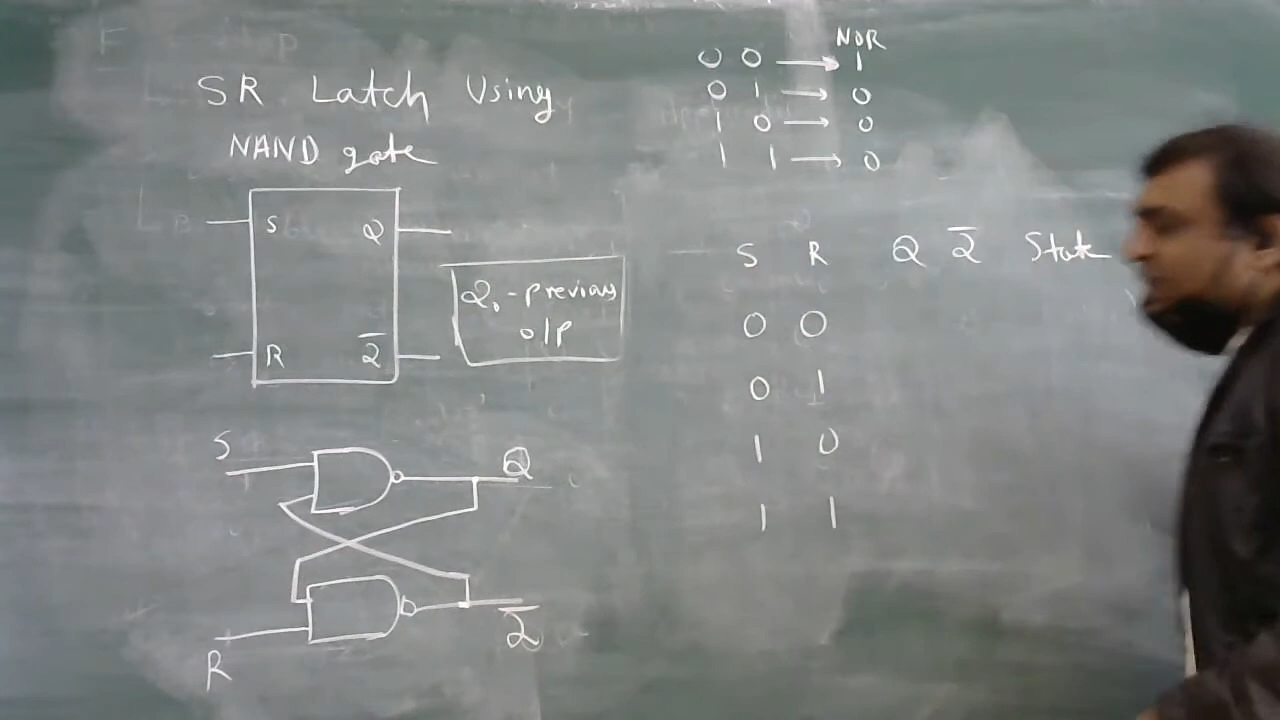 SR Latch Using
NAND gate
S Q
R Q̅
Q₀ - previous
o/p
S Q
R Q̅
NOR
0 0 → 1
0 1 → 0
1 0 → 0
1 1 → 0
S R Q Q̅ State
0 0
0 1
1 0
1 1